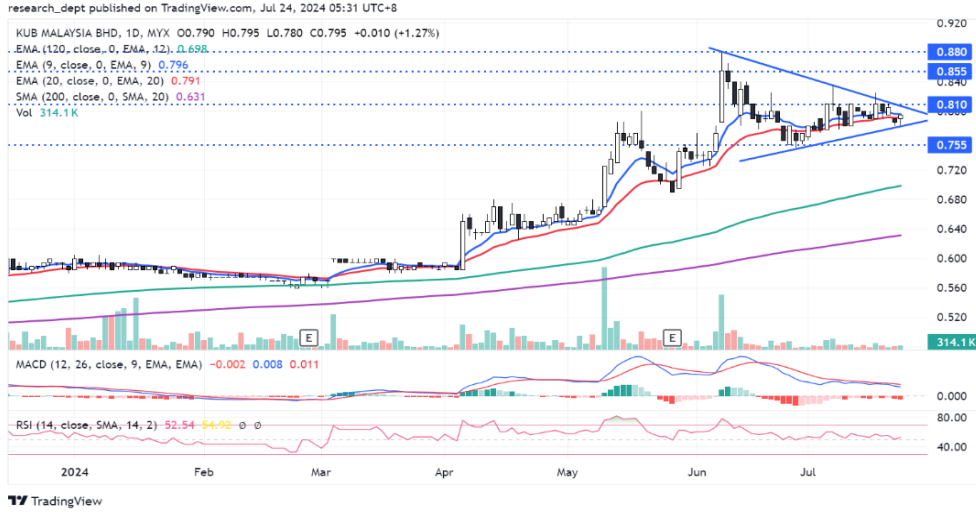 research_dept published on TradingView.com, Jul 24, 2024 05:31 UTC+8
KUB MALAYSIA BHD, 1D, MYX O0.790 H0.795 L0.780 C0.795 +0.010 (+1.27%)
EMA (120, close, 0, EMA, 12) 0.698
EMA (9, close, 0, EMA, 9) 0.796
EMA (20, close, 0, EMA, 20) 0.791
SMA (200, close, 0, SMA, 20) 0.631
Vol 314.1K
0.920
0.880
0.855
0.840
0.810
0.755
0.720
0.680
0.640
0.600
0.560
0.520
314.1K
E E
MACD (12, 26, close, 9, EMA, EMA) −0.002 0.008 0.011
0.000
RSI (14, close, SMA, 14, 2) 52.54 54.92 ∅ ∅
80.00
40.00
2024 Feb Mar Apr May Jun Jul
TradingView